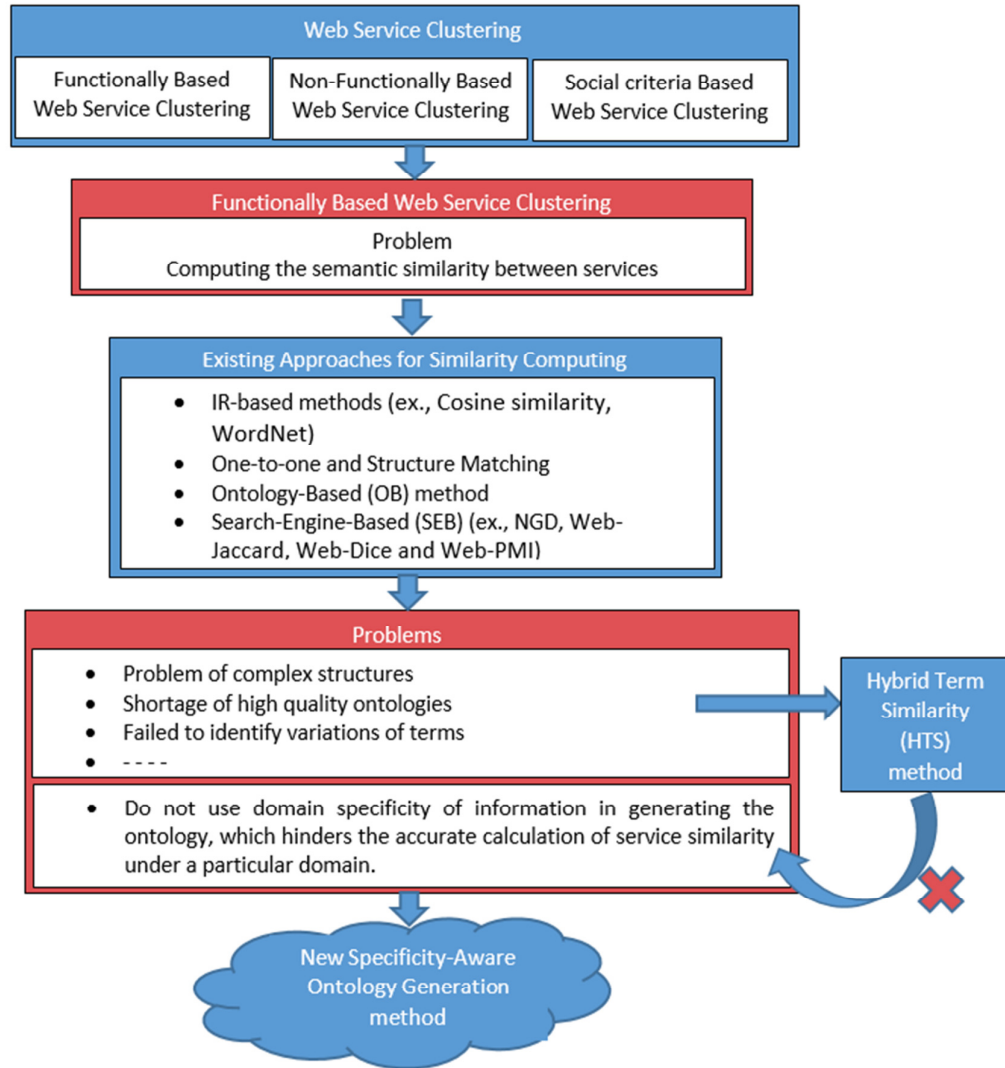 Web Service Clustering
Functionally Based
Web Service Clustering
Non-Functionally Based
Web Service Clustering
Social criteria Based
Web Service Clustering
Functionally Based Web Service Clustering
Problem
Computing the semantic similarity between services
Existing Approaches for Similarity Computing
• IR-based methods (ex., Cosine similarity,
WordNet)
• One-to-one and Structure Matching
• Ontology-Based (OB) method
• Search-Engine-Based (SEB) (ex., NGD, Web-
Jaccard, Web-Dice and Web-PMI)
Problems
• Problem of complex structures
• Shortage of high quality ontologies
• Failed to identify variations of terms
• - - - -
Hybrid Term
Similarity
(HTS)
method
• Do not use domain specificity of information in generating the
ontology, which hinders the accurate calculation of service similarity
under a particular domain.
New Specificity-Aware
Ontology Generation
method